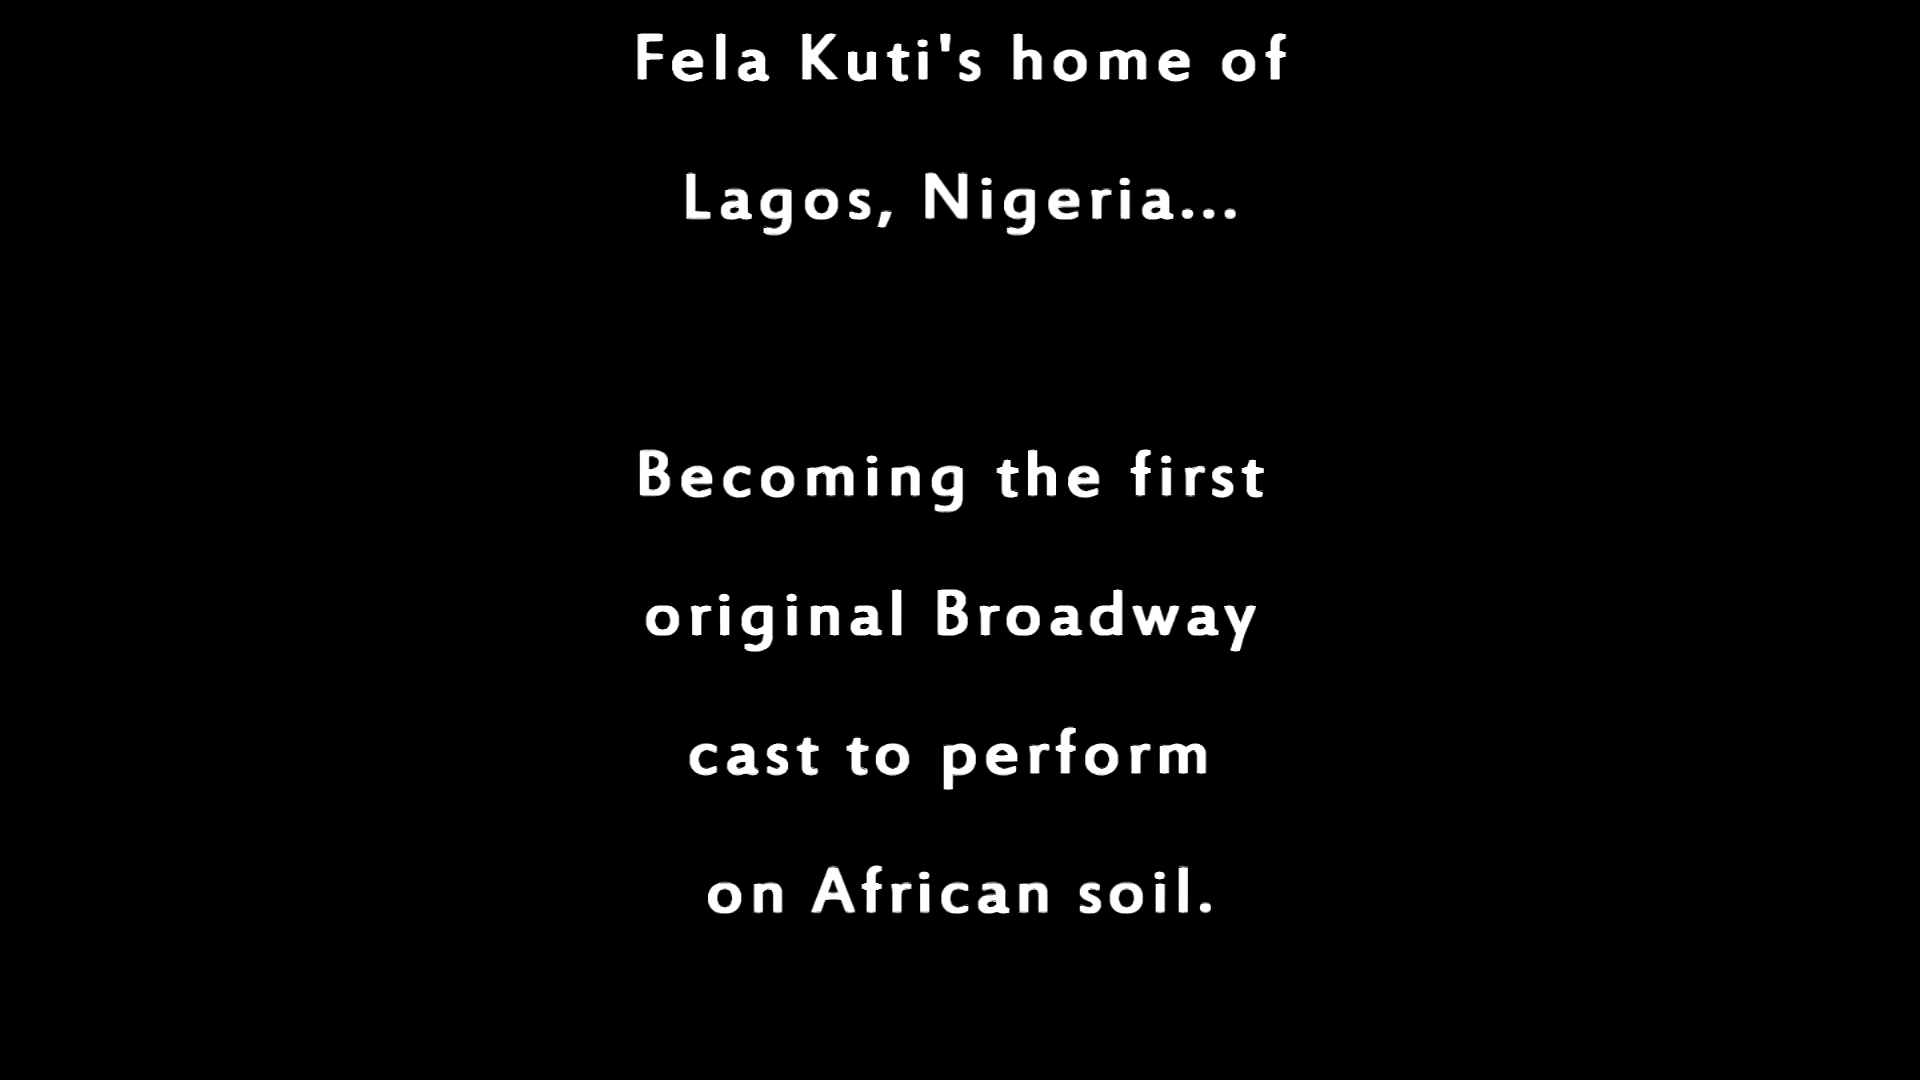 Fela Kuti's home of
Lagos, Nigeria...
Becoming the first
original Broadway
cast to perform
on African soil.